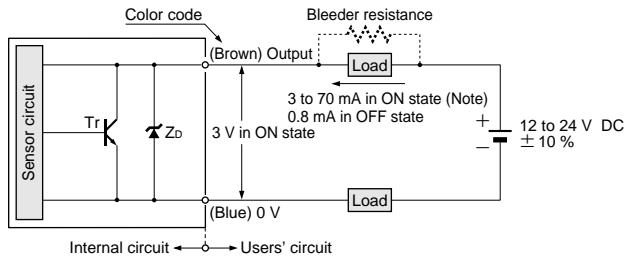 Color code
Bleeder resistance
(Brown) Output
Load
3 to 70 mA in ON state (Note)
0.8 mA in OFF state
Sensor circuit
Tr
ZD
3 V in ON state
+
−
12 to 24 V DC
± 10 %
Load
(Blue) 0 V
Internal circuit
Users' circuit